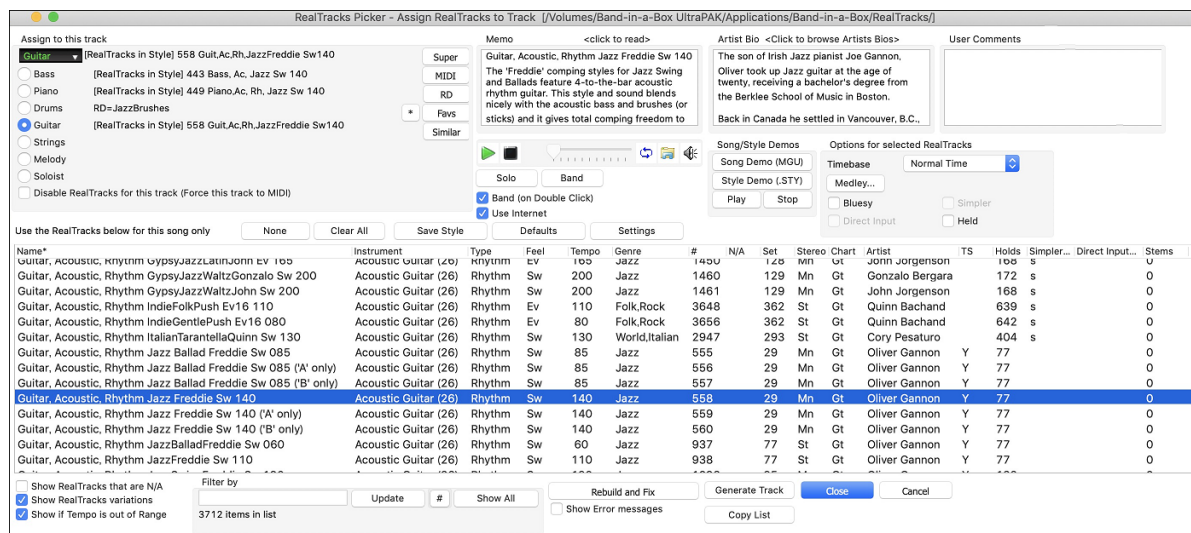 RealTracks Picker - Assign RealTracks to Track [/Volumes/Band-in-a-Box UltraPAK/Applications/Band-in-a-Box/RealTracks/]
Assign to this track
Guitar [RealTracks in Style] 558 Guit,Ac,Rh,JazzFreddie Sw140
Bass [RealTracks in Style] 443 Bass, Ac, Jazz Sw 140
Piano [RealTracks in Style] 449 Piano,Ac, Rh, Jazz Sw 140
Drums RD=JazzBrushes
Guitar [RealTracks in Style] 558 Guit,Ac,Rh,JazzFreddie Sw140
Strings
Melody
Soloist
Disable RealTracks for this track (Force this track to MIDI)
Super
MIDI
RD
* Favs
Similar
Memo <click to read>
Guitar, Acoustic, Rhythm Jazz Freddie Sw 140
The 'Freddie' comping styles for Jazz Swing
and Ballads feature 4-to-the-bar acoustic
rhythm guitar. This style and sound blends
nicely with the acoustic bass and brushes (or
sticks) and it gives total comping freedom to
Artist Bio <Click to browse Artists Bios>
The son of Irish Jazz pianist Joe Gannon,
Oliver took up Jazz guitar at the age of
twenty, receiving a bachelor's degree from
the Berklee School of Music in Boston.
Back in Canada he settled in Vancouver, B.C.,
User Comments
Solo Band
Band (on Double Click)
Use Internet
Song/Style Demos
Song Demo (MGU)
Style Demo (.STY)
Play Stop
Options for selected RealTracks
Timebase Normal Time
Medley...
Bluesy Simpler
Direct Input Held
Use the RealTracks below for this song only None Clear All Save Style Defaults Settings
Name* Instrument Type Feel Tempo Genre # N/A Set Stereo Chart Artist TS Holds Simpler... Direct Input... Stems
Guitar, Acoustic, Rhythm GypsyJazzLatinJohn Ev 165 Acoustic Guitar (26) Rhythm Ev 165 Jazz 1450 128 Mn Gt John Jorgenson 168 s 0
Guitar, Acoustic, Rhythm GypsyJazzWaltzGonzalo Sw 200 Acoustic Guitar (26) Rhythm Sw 200 Jazz 1460 129 Mn Gt Gonzalo Bergara 172 s 0
Guitar, Acoustic, Rhythm GypsyJazzWaltzJohn Sw 200 Acoustic Guitar (26) Rhythm Sw 200 Jazz 1461 129 Mn Gt John Jorgenson 168 s 0
Guitar, Acoustic, Rhythm IndieFolkPush Ev16 110 Acoustic Guitar (26) Rhythm Ev 110 Folk,Rock 3648 362 St Gt Quinn Bachand 639 s 0
Guitar, Acoustic, Rhythm IndieGentlePush Ev16 080 Acoustic Guitar (26) Rhythm Ev 80 Folk,Rock 3656 362 St Gt Quinn Bachand 642 s 0
Guitar, Acoustic, Rhythm ItalianTarantellaQuinn Sw 130 Acoustic Guitar (26) Rhythm Sw 130 World,Italian 2947 293 St Gt Cory Pesaturo 404 s 0
Guitar, Acoustic, Rhythm Jazz Ballad Freddie Sw 085 Acoustic Guitar (26) Rhythm Sw 85 Jazz 555 29 Mn Gt Oliver Gannon Y 77 0
Guitar, Acoustic, Rhythm Jazz Ballad Freddie Sw 085 ('A' only) Acoustic Guitar (26) Rhythm Sw 85 Jazz 556 29 Mn Gt Oliver Gannon Y 77 0
Guitar, Acoustic, Rhythm Jazz Ballad Freddie Sw 085 ('B' only) Acoustic Guitar (26) Rhythm Sw 85 Jazz 557 29 Mn Gt Oliver Gannon Y 77 0
Guitar, Acoustic, Rhythm Jazz Freddie Sw 140 Acoustic Guitar (26) Rhythm Sw 140 Jazz 558 29 Mn Gt Oliver Gannon Y 77 0
Guitar, Acoustic, Rhythm Jazz Freddie Sw 140 ('A' only) Acoustic Guitar (26) Rhythm Sw 140 Jazz 559 29 Mn Gt Oliver Gannon Y 77 0
Guitar, Acoustic, Rhythm Jazz Freddie Sw 140 ('B' only) Acoustic Guitar (26) Rhythm Sw 140 Jazz 560 29 Mn Gt Oliver Gannon Y 77 0
Guitar, Acoustic, Rhythm JazzBalladFreddie Sw 060 Acoustic Guitar (26) Rhythm Sw 60 Jazz 937 77 St Gt Oliver Gannon Y 77 0
Guitar, Acoustic, Rhythm JazzFreddie Sw 110 Acoustic Guitar (26) Rhythm Sw 110 Jazz 938 77 St Gt Oliver Gannon Y 77 0
Show RealTracks that are N/A
Show RealTracks variations
Show if Tempo is out of Range
Filter by
Update # Show All
3712 items in list
Rebuild and Fix
Show Error messages
Generate Track Close Cancel
Copy List